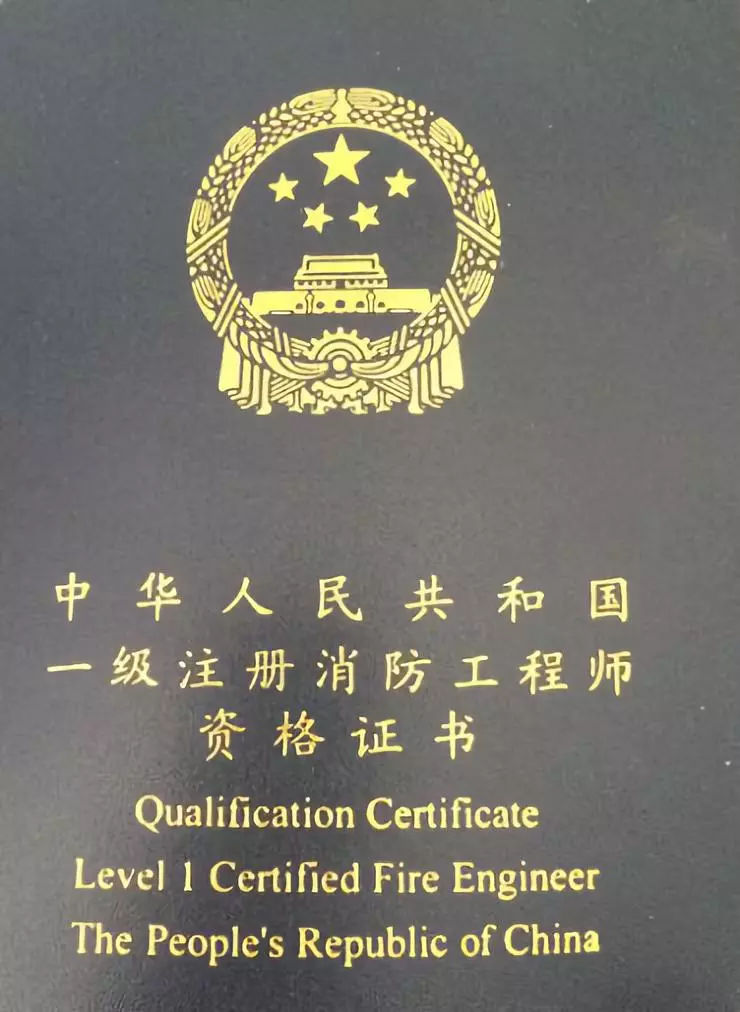 中华人民共和国
一级注册消防工程师
资格证书
Qualification Certificate
Level 1 Certified Fire Engineer
The People's Republic of China